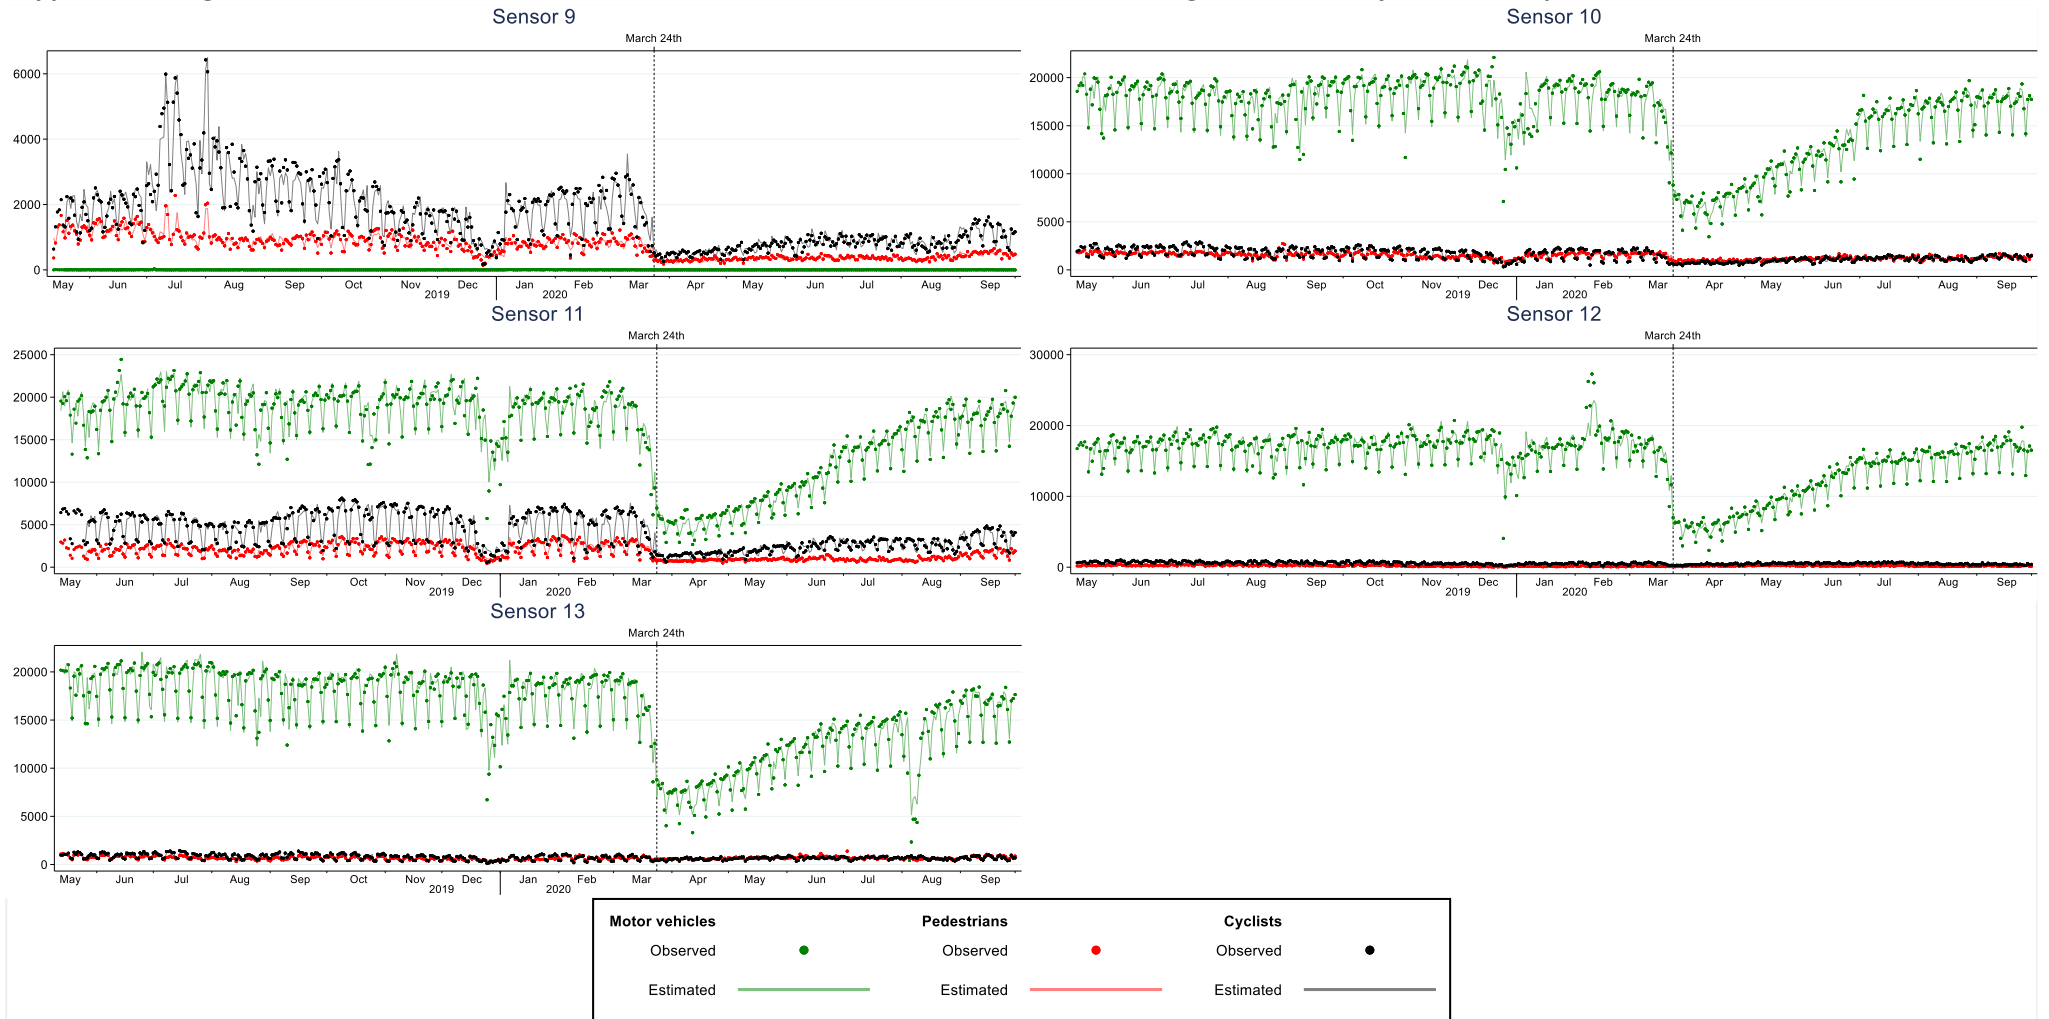 Sensor 9
March 24th
6000
4000
2000
0
May Jun Jul Aug Sep Oct Nov Dec Jan Feb Mar Apr May Jun Jul Aug Sep
2019 2020
Sensor 10
March 24th
20000
15000
10000
5000
0
May Jun Jul Aug Sep Oct Nov Dec Jan Feb Mar Apr May Jun Jul Aug Sep
2019 2020
Sensor 11
March 24th
25000
20000
15000
10000
5000
0
May Jun Jul Aug Sep Oct Nov Dec Jan Feb Mar Apr May Jun Jul Aug Sep
2019 2020
Sensor 12
March 24th
30000
20000
10000
0
May Jun Jul Aug Sep Oct Nov Dec Jan Feb Mar Apr May Jun Jul Aug Sep
2019 2020
Sensor 13
March 24th
20000
15000
10000
5000
0
May Jun Jul Aug Sep Oct Nov Dec Jan Feb Mar Apr May Jun Jul Aug Sep
2019 2020
Motor vehicles Pedestrians Cyclists
Observed Observed Observed
Estimated Estimated Estimated